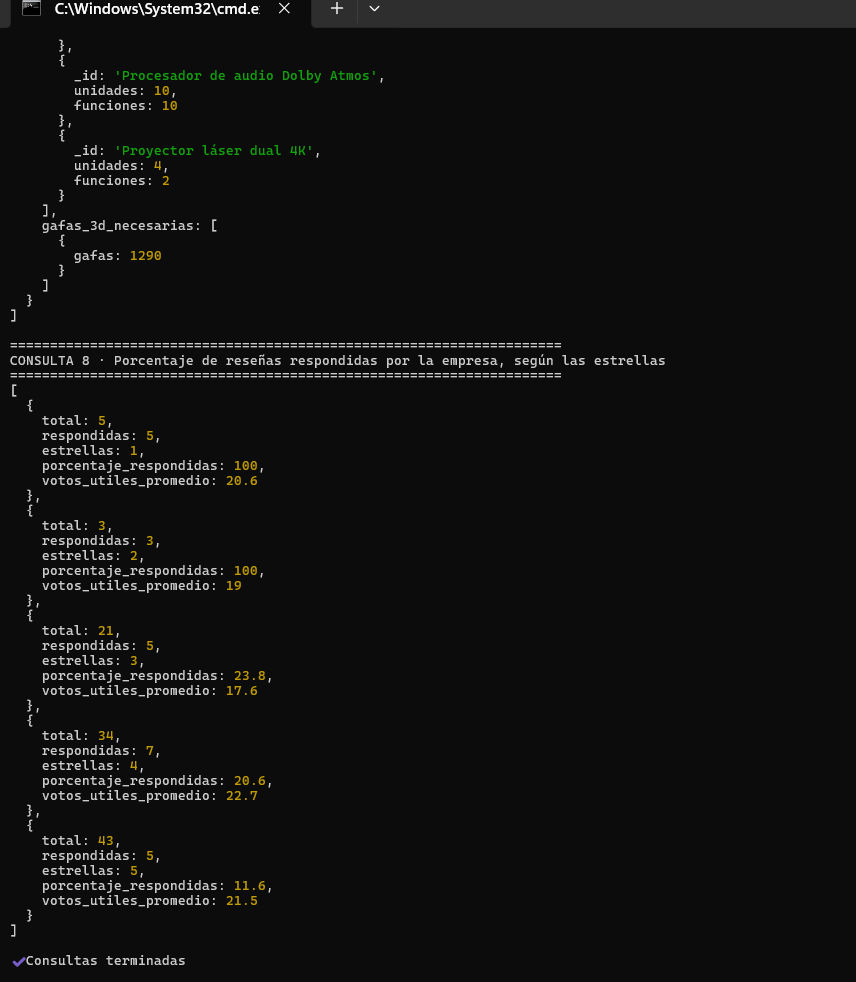 C:\Windows\System32\cmd.e
},
{
_id: 'Procesador de audio Dolby Atmos',
unidades: 10,
funciones: 10
},
{
_id: 'Proyector láser dual 4K',
unidades: 4,
funciones: 2
}
],
gafas_3d_necesarias: [
{
gafas: 1290
}
]
}
]
=====================================================================
CONSULTA 8 · Porcentaje de reseñas respondidas por la empresa, según las estrellas
=====================================================================
[
{
total: 5,
respondidas: 5,
estrellas: 1,
porcentaje_respondidas: 100,
votos_utiles_promedio: 20.6
},
{
total: 3,
respondidas: 3,
estrellas: 2,
porcentaje_respondidas: 100,
votos_utiles_promedio: 19
},
{
total: 21,
respondidas: 5,
estrellas: 3,
porcentaje_respondidas: 23.8,
votos_utiles_promedio: 17.6
},
{
total: 34,
respondidas: 7,
estrellas: 4,
porcentaje_respondidas: 20.6,
votos_utiles_promedio: 22.7
},
{
total: 43,
respondidas: 5,
estrellas: 5,
porcentaje_respondidas: 11.6,
votos_utiles_promedio: 21.5
}
]
✔Consultas terminadas